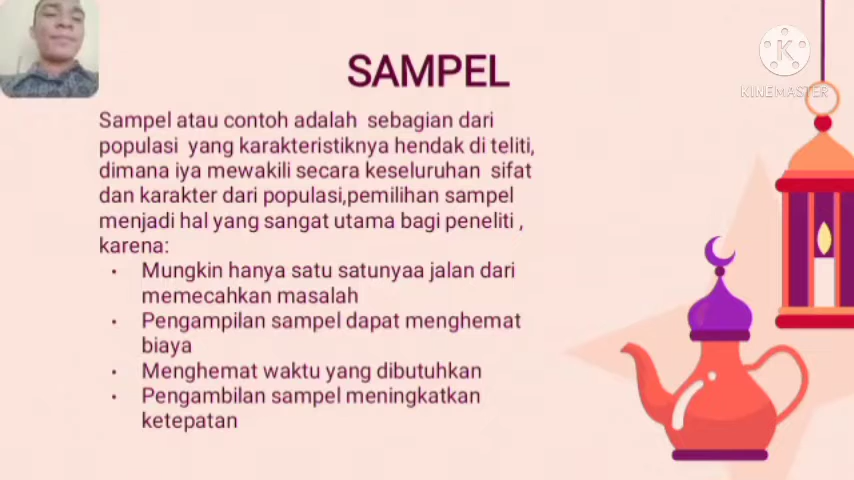 SAMPEL
KINEMASTER
Sampel atau contoh adalah sebagian dari
populasi yang karakteristiknya hendak di teliti,
dimana iya mewakili secara keseluruhan sifat
dan karakter dari populasi,pemilihan sampel
menjadi hal yang sangat utama bagi peneliti ,
karena:
• Mungkin hanya satu satunyaa jalan dari
memecahkan masalah
• Pengampilan sampel dapat menghemat
biaya
• Menghemat waktu yang dibutuhkan
• Pengambilan sampel meningkatkan
ketepatan